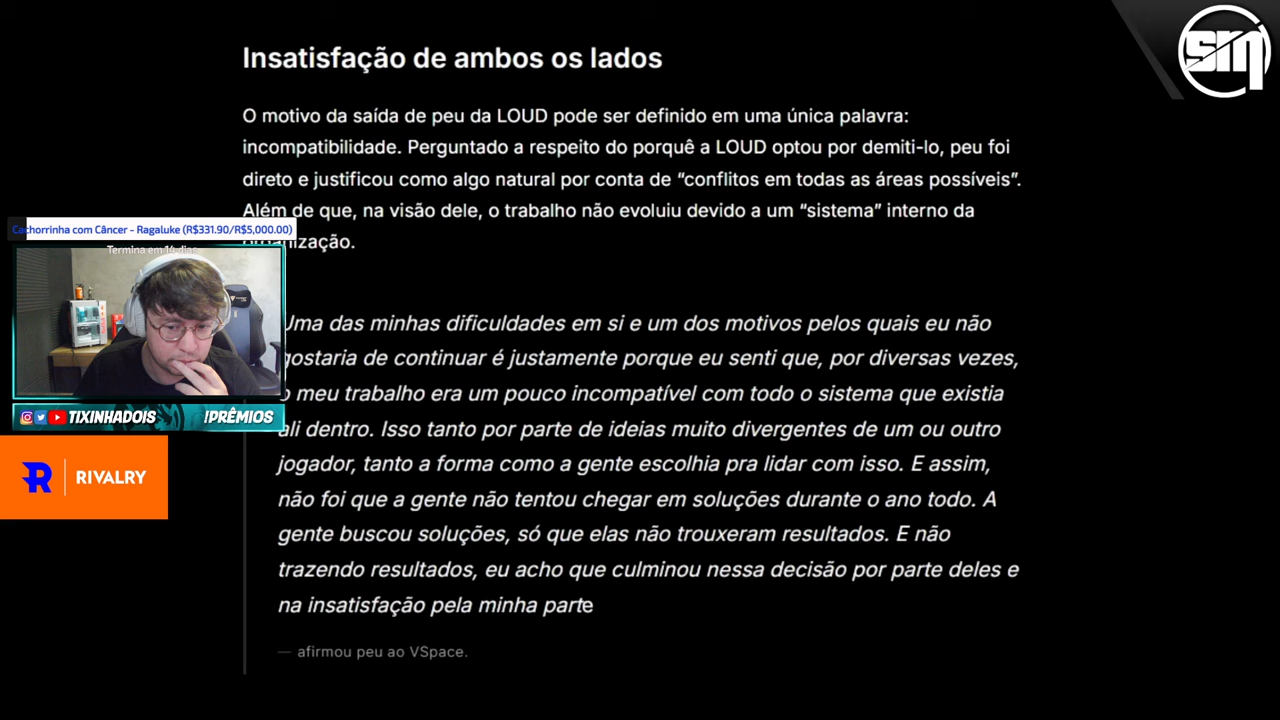 sm
Insatisfação de ambos os lados
O motivo da saída de peu da LOUD pode ser definido em uma única palavra:
incompatibilidade. Perguntado a respeito do porquê a LOUD optou por demiti-lo, peu foi
direto e justificou como algo natural por conta de “conflitos em todas as áreas possíveis”.
Além de que, na visão dele, o trabalho não evoluiu devido a um “sistema” interno da
organização.
Cachorrinha com Câncer - Ragaluke (R$331.90/R$5,000.00)
Termina em 14 dias
Uma das minhas dificuldades em si e um dos motivos pelos quais eu não
gostaria de continuar é justamente porque eu senti que, por diversas vezes,
o meu trabalho era um pouco incompatível com todo o sistema que existia
ali dentro. Isso tanto por parte de ideias muito divergentes de um ou outro
jogador, tanto a forma como a gente escolhia pra lidar com isso. E assim,
não foi que a gente não tentou chegar em soluções durante o ano todo. A
gente buscou soluções, só que elas não trouxeram resultados. E não
trazendo resultados, eu acho que culminou nessa decisão por parte deles e
na insatisfação pela minha parte
— afirmou peu ao VSpace.
TIXINHADOIS !PRÊMIOS
R RIVALRY